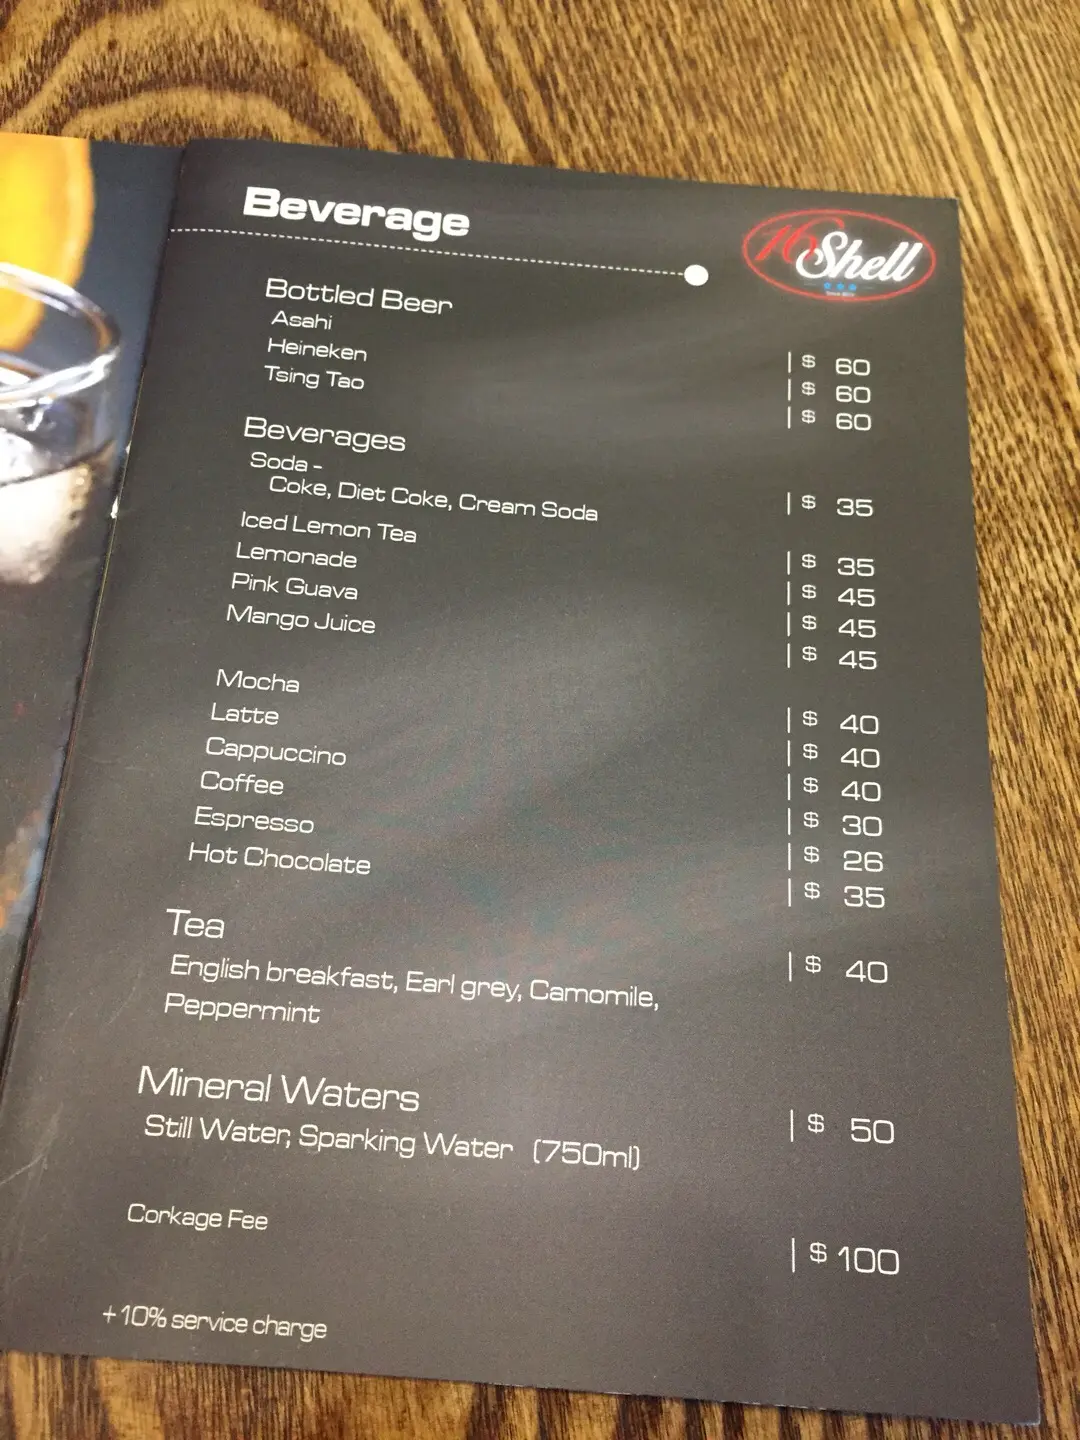 Beverage
16 Shell
Bottled Beer
Asahi | $ 60
Heineken | $ 60
Tsing Tao | $ 60
Beverages
Soda -
Coke, Diet Coke, Cream Soda | $ 35
Iced Lemon Tea | $ 35
Lemonade | $ 45
Pink Guava | $ 45
Mango Juice | $ 45
Mocha | $ 40
Latte | $ 40
Cappuccino | $ 40
Coffee | $ 30
Espresso | $ 26
Hot Chocolate | $ 35
Tea | $ 40
English breakfast, Earl grey, Camomile,
Peppermint
Mineral Waters | $ 50
Still Water, Sparking Water (750ml)
Corkage Fee | $ 100
+10% service charge